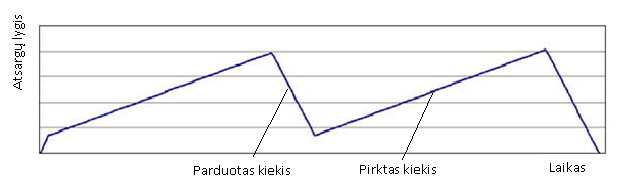 Atsargų lygis
Parduotas kiekis
Pirktas kiekis
Laikas